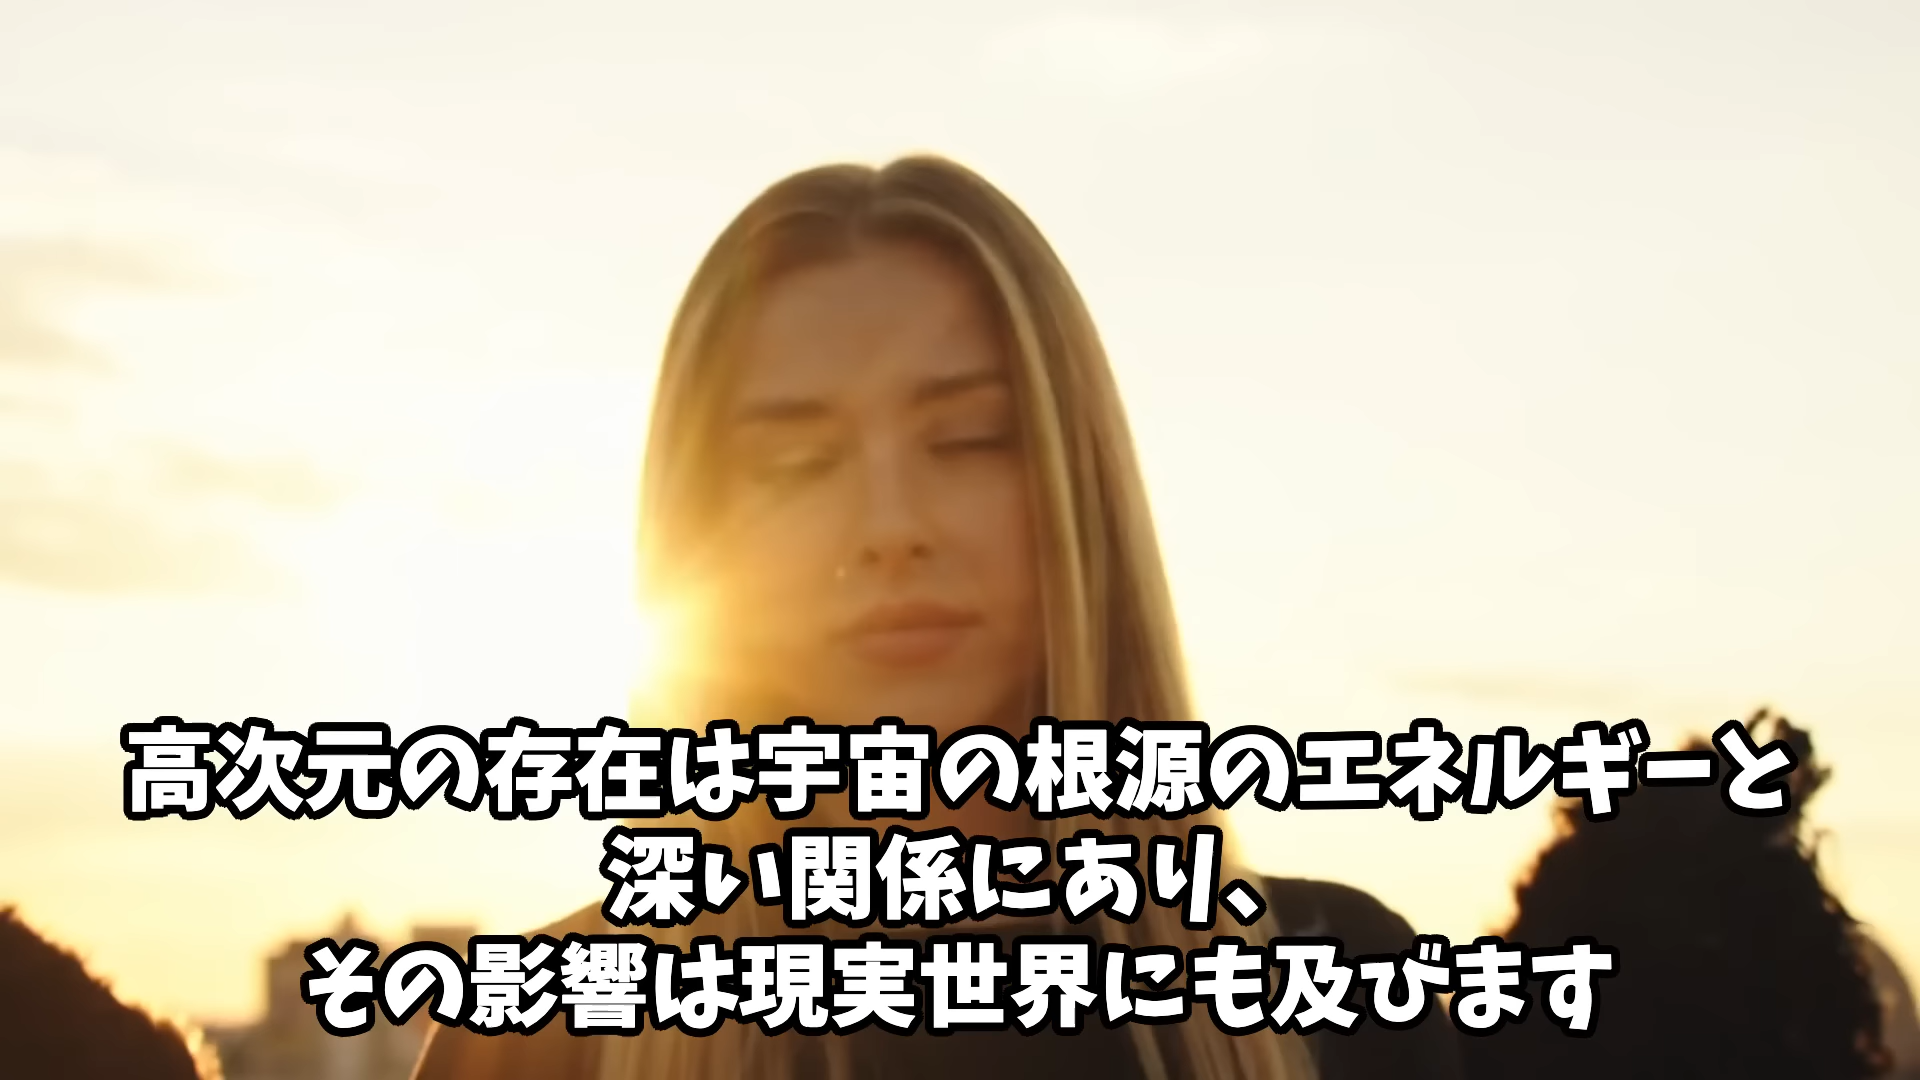 高次元の存在は宇宙の根源のエネルギーと
深い関係にあり、
その影響は現実世界にも及びます